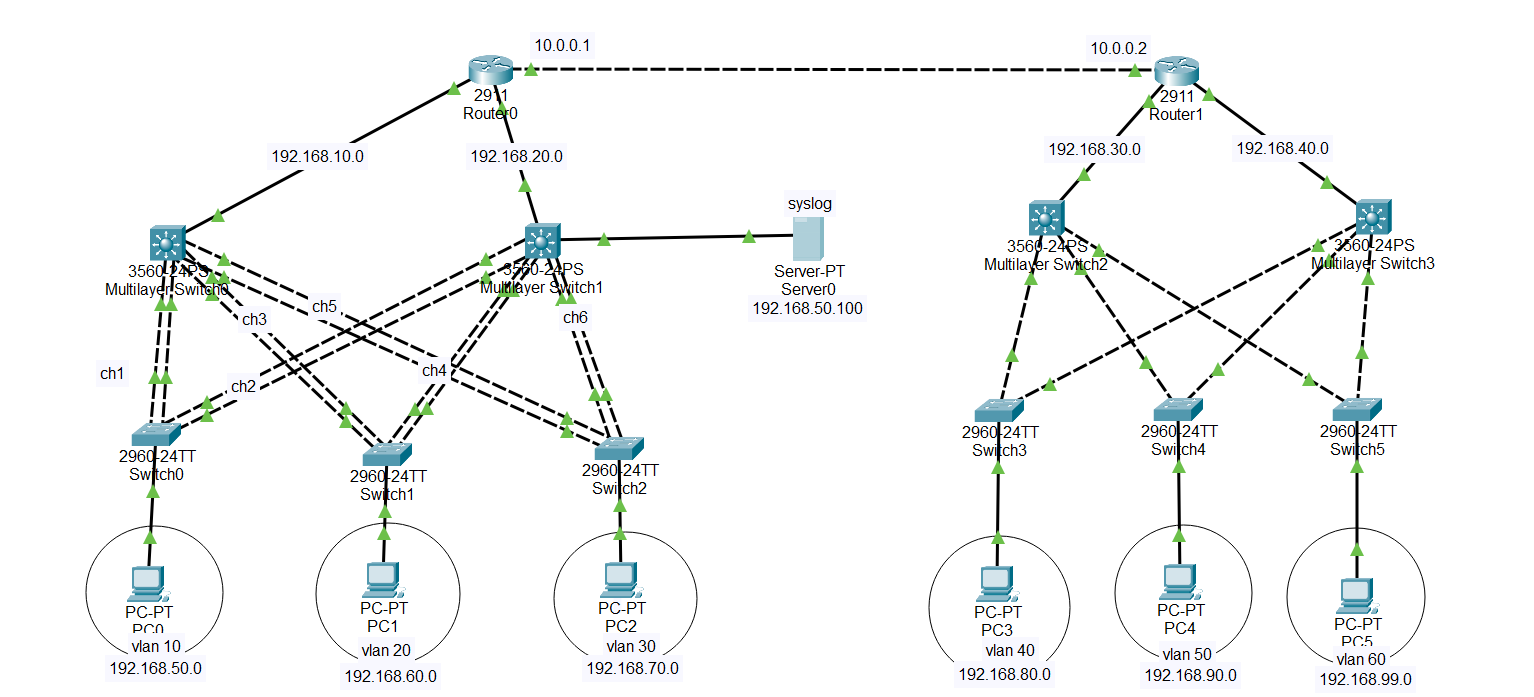 10.0.0.1
10.0.0.2
2911
Router0
2911
Router1
192.168.10.0
192.168.20.0
192.168.30.0
192.168.40.0
syslog
3560-24PS
Multilayer Switch0
3560-24PS
Multilayer Switch1
Server-PT
Server0
192.168.50.100
3560-24PS
Multilayer Switch2
3560-24PS
Multilayer Switch3
ch5
ch3
ch6
ch1
ch2
ch4
2960-24TT
Switch0
2960-24TT
Switch1
2960-24TT
Switch2
2960-24TT
Switch3
2960-24TT
Switch4
2960-24TT
Switch5
PC-PT
PC0
vlan 10
192.168.50.0
PC-PT
PC1
vlan 20
192.168.60.0
PC-PT
PC2
vlan 30
192.168.70.0
PC-PT
PC3
vlan 40
192.168.80.0
PC-PT
PC4
vlan 50
192.168.90.0
PC-PT
PC5
vlan 60
192.168.99.0